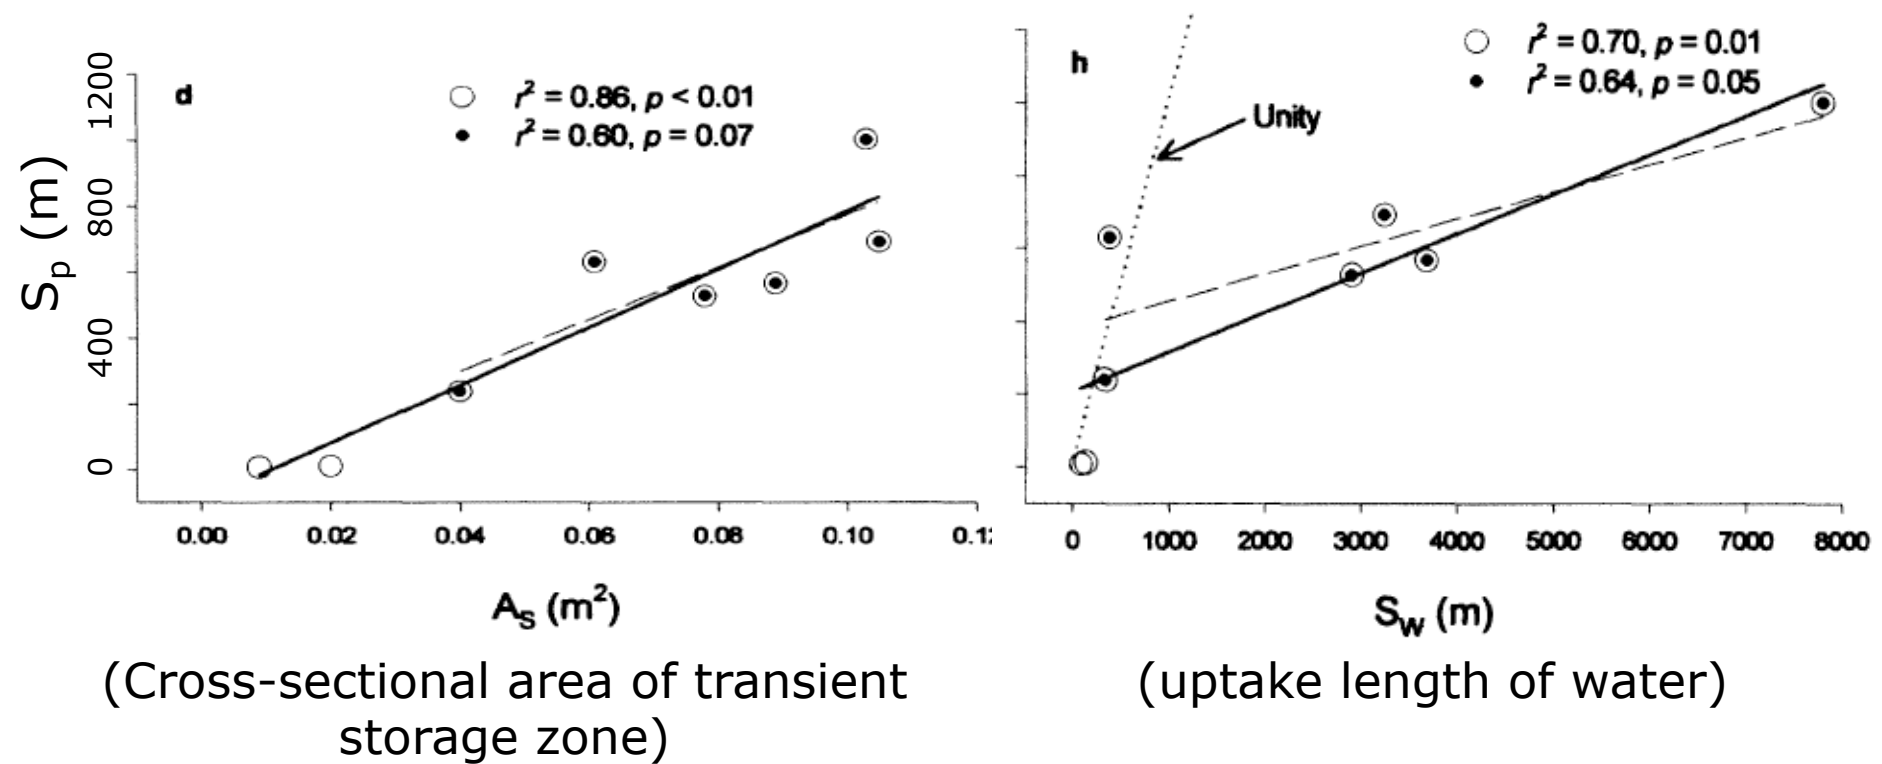 d
r² = 0.86, p < 0.01
r² = 0.60, p = 0.07
Sp (m)
1200
800
400
0
0.00 0.02 0.04 0.06 0.08 0.10 0.1
As (m²)
(Cross-sectional area of transient
storage zone)
h
r² = 0.70, p = 0.01
r² = 0.64, p = 0.05
Unity
0 1000 2000 3000 4000 5000 6000 7000 8000
Sw (m)
(uptake length of water)